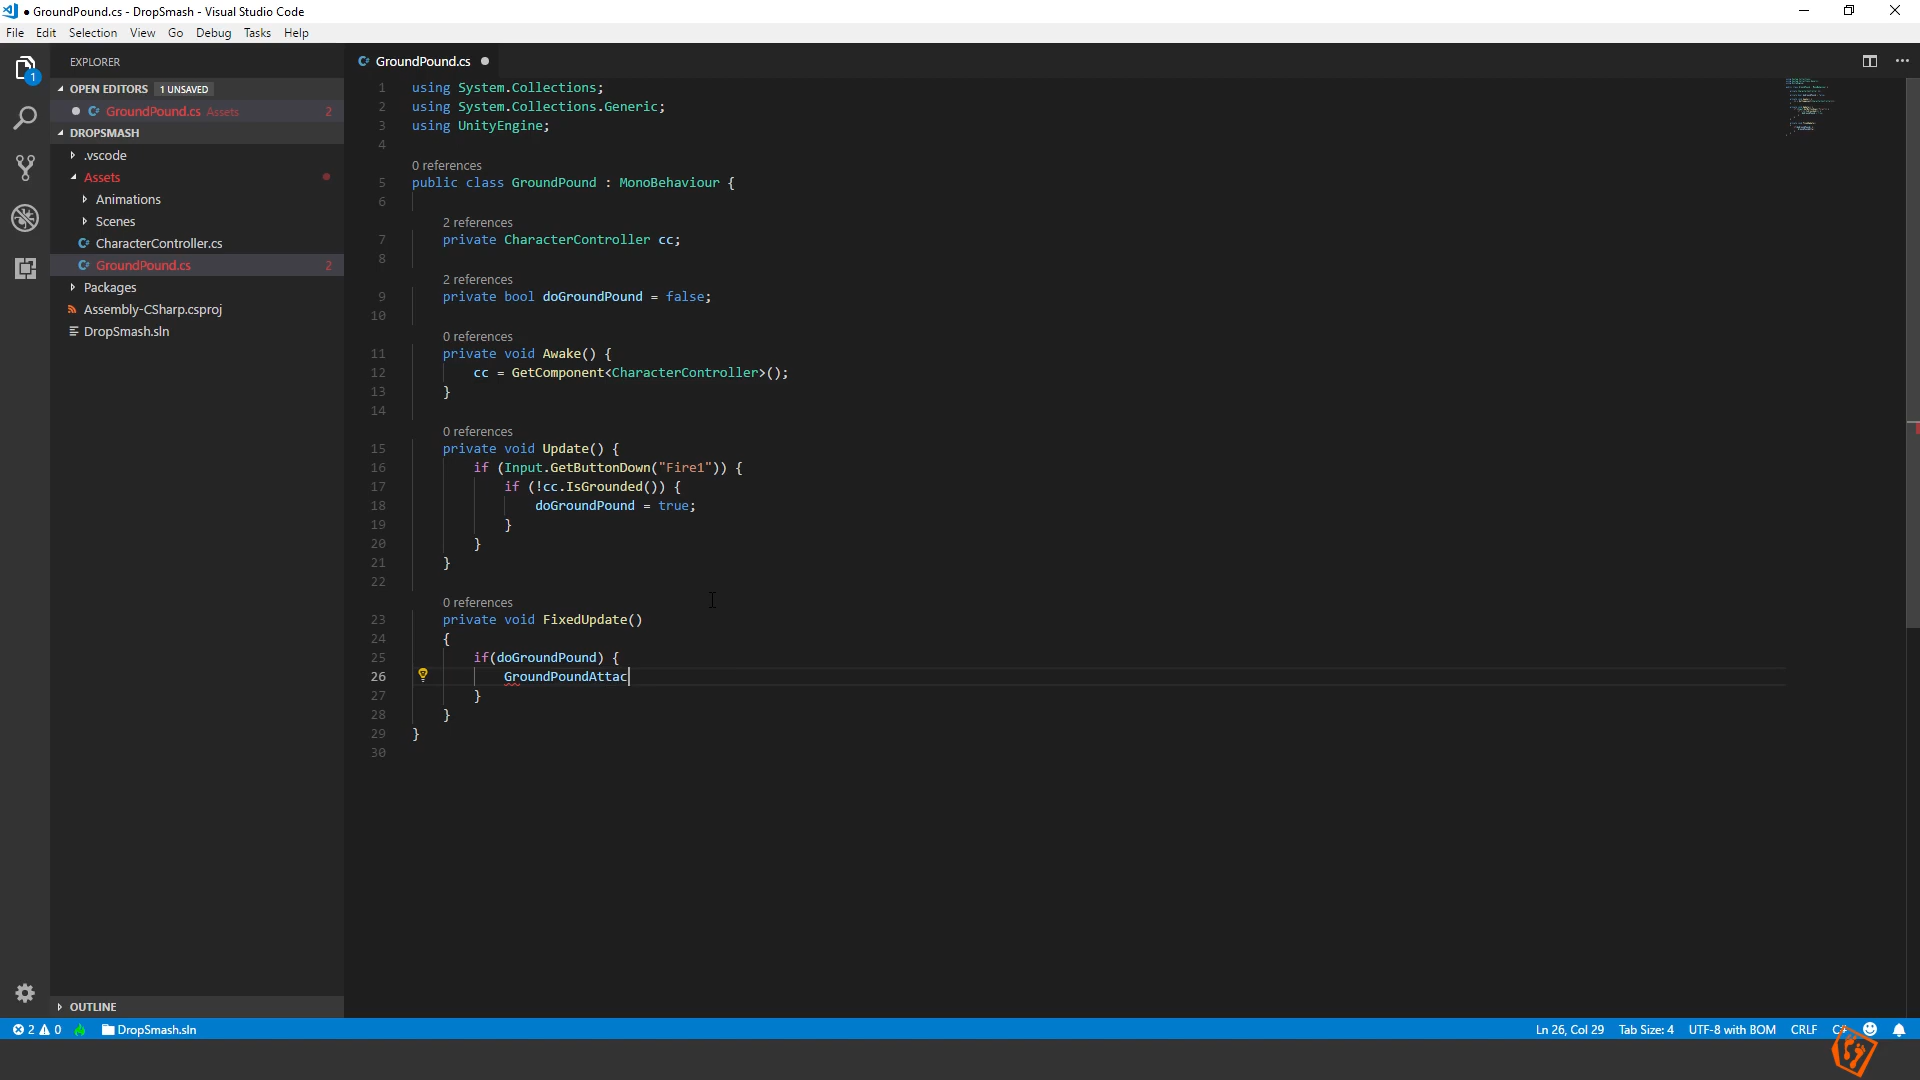 GroundPound.cs - DropSmash - Visual Studio Code
File Edit Selection View Go Debug Tasks Help
EXPLORER
OPEN EDITORS 1 UNSAVED
GroundPound.cs Assets 2
DROPSMASH
.vscode
Assets
Animations
Scenes
CharacterController.cs
GroundPound.cs 2
Packages
Assembly-CSharp.csproj
DropSmash.sln
OUTLINE
1
GroundPound.cs
1 using System.Collections;
2 using System.Collections.Generic;
3 using UnityEngine;
4
0 references
5 public class GroundPound : MonoBehaviour {
6
2 references
7 private CharacterController cc;
8
2 references
9 private bool doGroundPound = false;
10
0 references
11 private void Awake() {
12 cc = GetComponent<CharacterController>();
13 }
14
0 references
15 private void Update() {
16 if (Input.GetButtonDown("Fire1")) {
17 if (!cc.IsGrounded()) {
18 doGroundPound = true;
19 }
20 }
21 }
22
0 references
23 private void FixedUpdate()
24 {
25 if(doGroundPound) {
26 GroundPoundAttac
27 }
28 }
29 }
30
2 0 DropSmash.sln Ln 26, Col 29 Tab Size: 4 UTF-8 with BOM CRLF